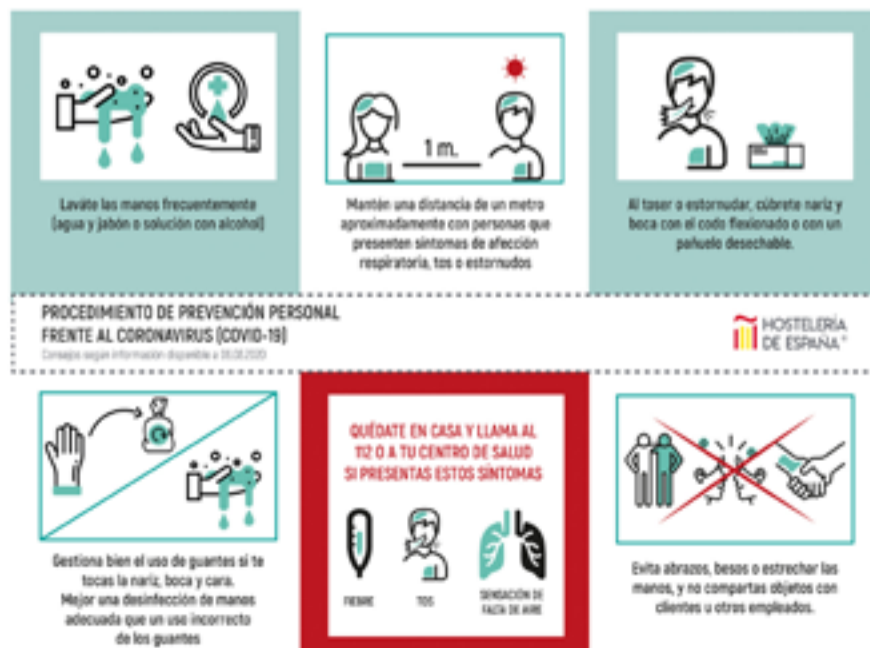 Laváte las manos frecuentemente
(agua y jabón o solución con alcohol)
1 m.
Mantén una distancia de un metro
aproximadamente con personas que
presenten síntomas de afección
respiratoria, tos o estornudos
Al toser o estornudar, cúbrete nariz y
boca con el codo flexionado o con un
pañuelo desechable.
PROCEDIMIENTO DE PREVENCIÓN PERSONAL
FRENTE AL CORONAVIRUS (COVID-19)
Consejos según información disponible a
HOSTELERÍA
DE ESPAÑA
Gestiona bien el uso de guantes si te
tocas la nariz, boca y cara.
Mejor una desinfección de manos
adecuada que un uso incorrecto
de los guantes
QUÉDATE EN CASA Y LLAMA AL
112 O A TU CENTRO DE SALUD
SI PRESENTAS ESTOS SÍNTOMAS
FIEBRE
TOS
SENSACIÓN DE
FALTA DE AIRE
Evita abrazos, besos o estrechar las
manos, y no compartas objetos con
clientes u otros empleados.